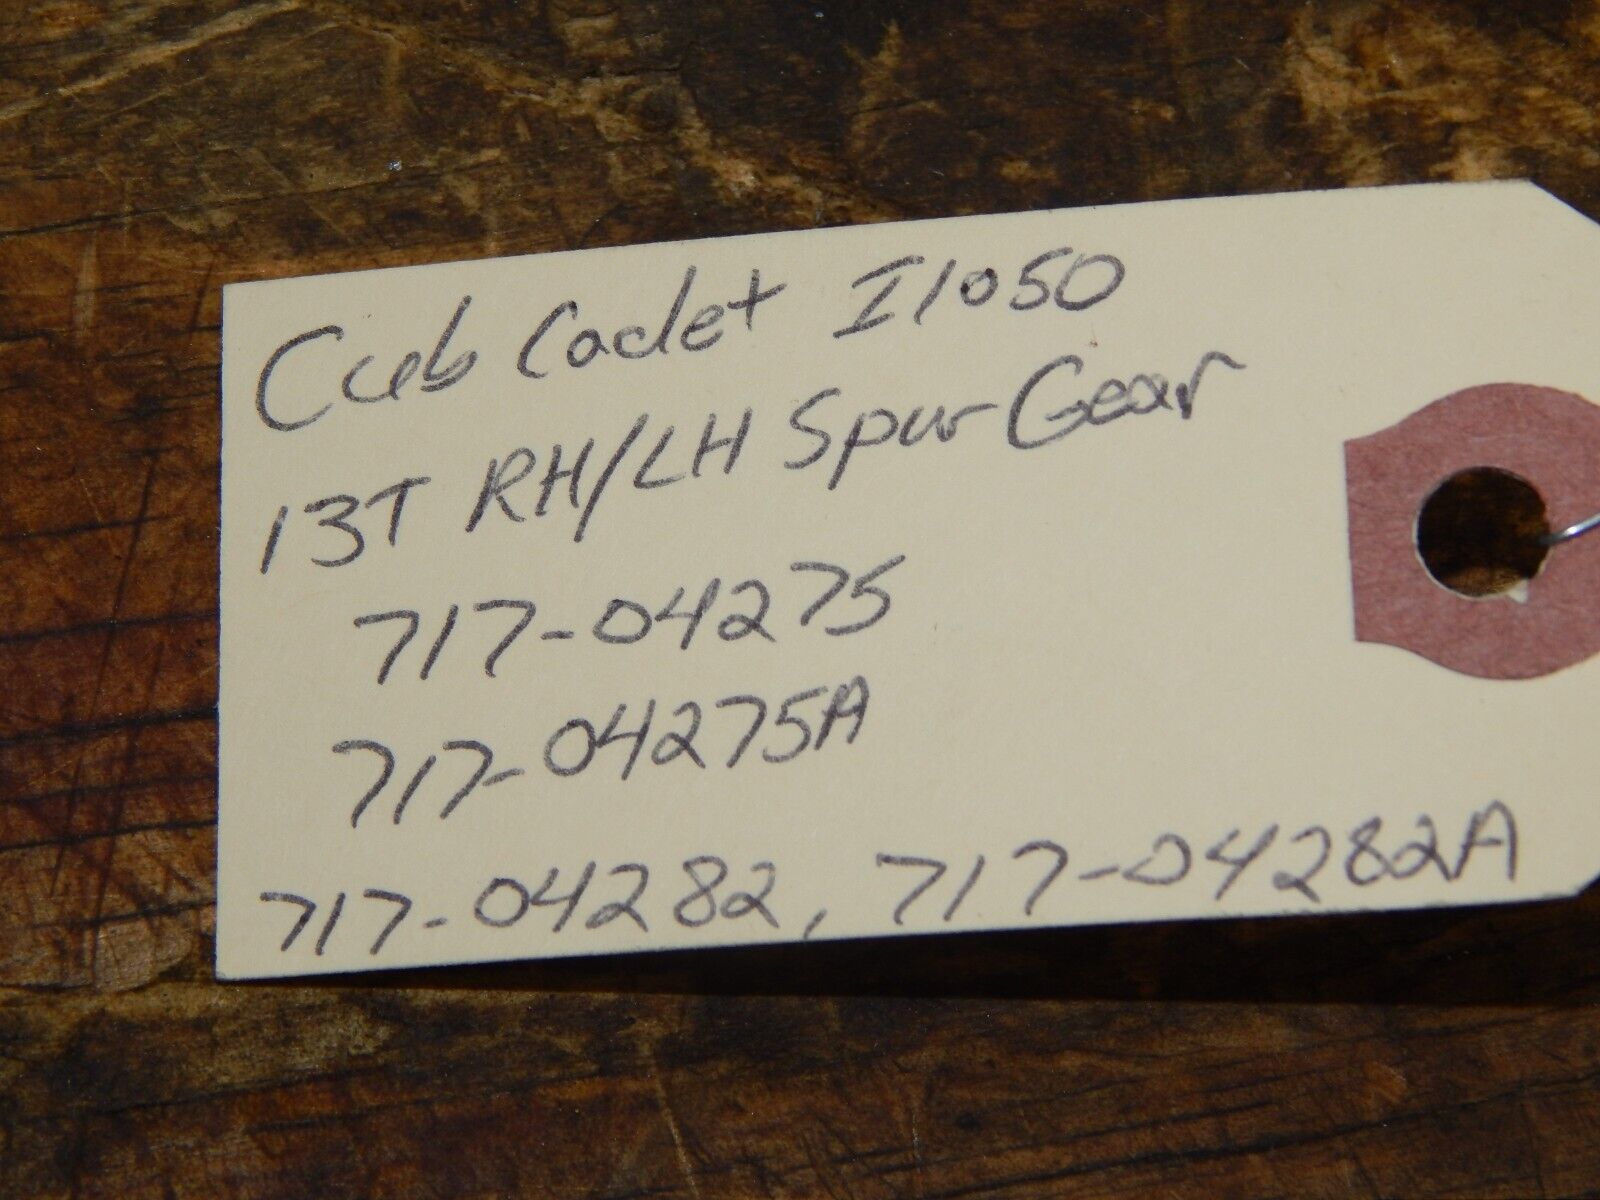 Cub Cadet I1050
13T RH/LH Spur Gear
717-04275
717-04275A
717-04282, 717-04282A